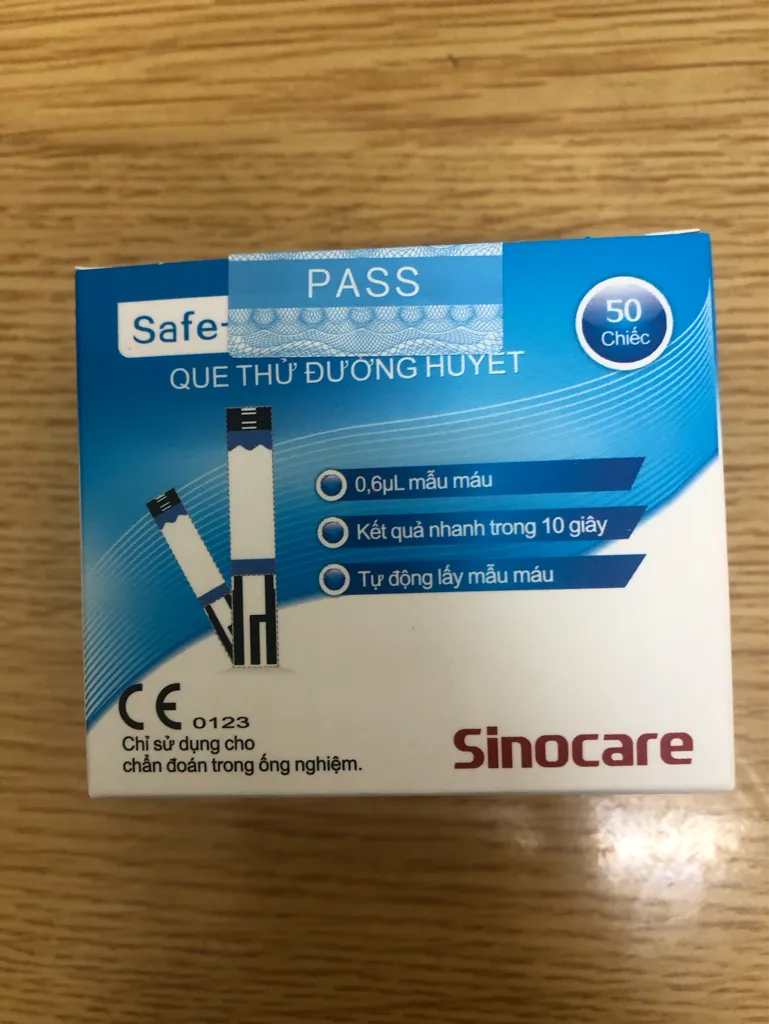 PASS
Safe-
50
Chiếc
QUE THỬ ĐƯỜNG HUYẾT
0,6µL mẫu máu
Kết quả nhanh trong 10 giây
Tự động lấy mẫu máu
CE 0123
Chỉ sử dụng cho
chẩn đoán trong ống nghiệm.
Sinocare